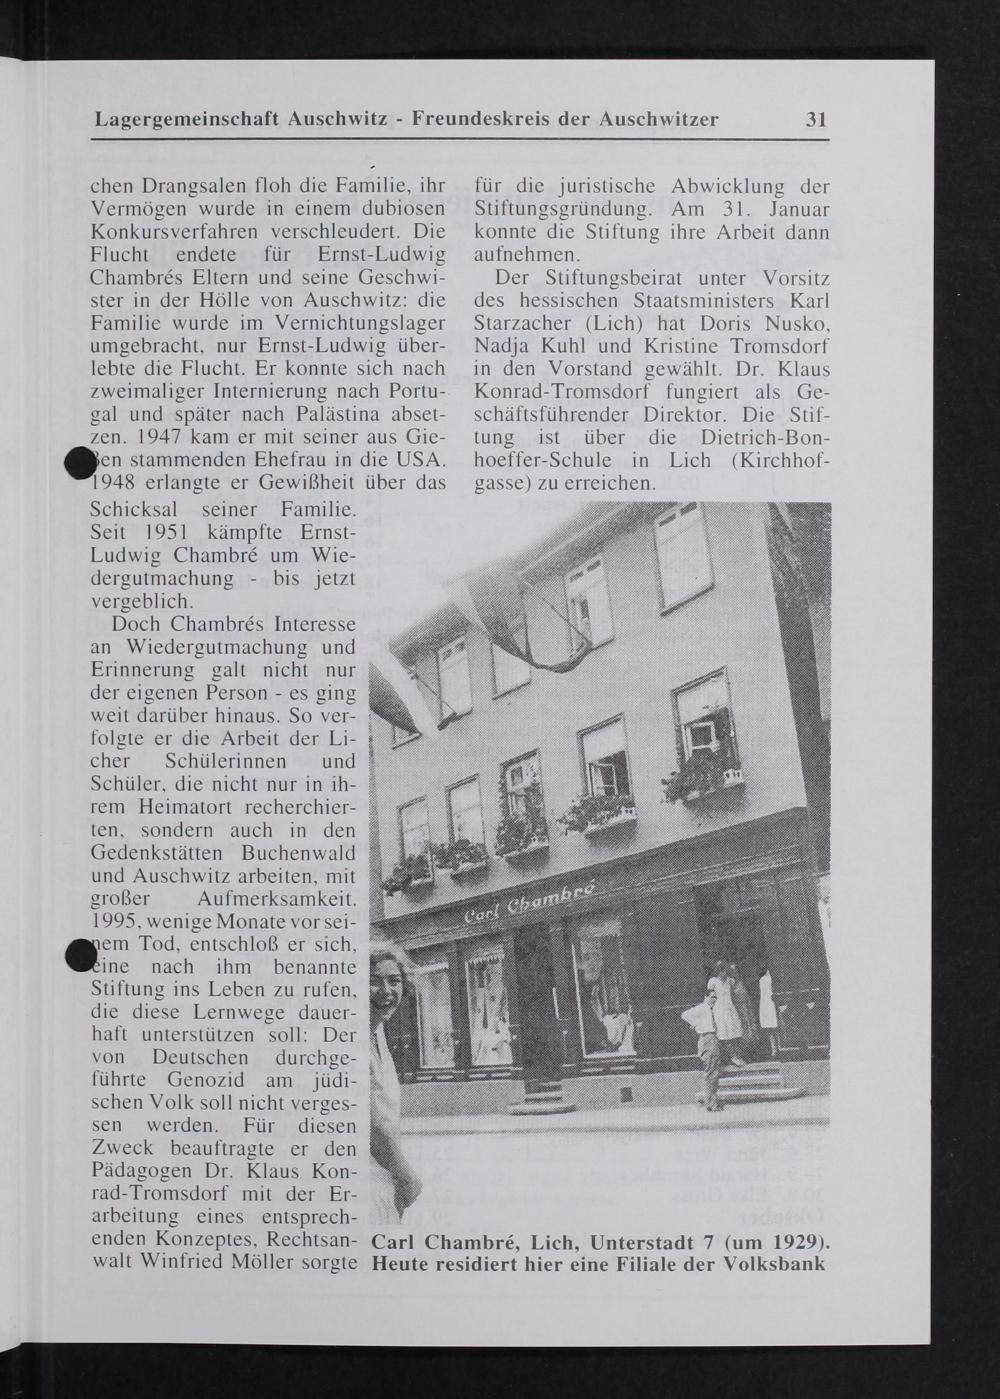 Lagergemeinschaft Auschwitz - Freundeskreis der Auschwitzer 31
chen Drangsalen floh die Familie, ihr
Vermögen wurde in einem dubiosen
Konkursverfahren verschleudert. Die
Flucht endete für Ernst-Ludwig
Chambrés Eltern und seine Geschwi-
ster in der Hölle von Auschwitz: die
Familie wurde im Vernichtungslager
umgebracht, nur Ernst-Ludwig über-
lebte die Flucht. Er konnte sich nach
zweimaliger Internierung nach Portu-
gal und später nach Palästina abset-
zen. 1947 kam er mit seiner aus Gie-
ßen stammenden Ehefrau in die USA.
1948 erlangte er Gewißheit über das
Schicksal seiner Familie.
Seit 1951 kämpfte Ernst-
Ludwig Chambré um Wie-
dergutmachung - bis jetzt
vergeblich.
Doch Chambrés Interesse
an Wiedergutmachung und
Erinnerung galt nicht nur
der eigenen Person - es ging
weit darüber hinaus. So ver-
folgte er die Arbeit der Li-
cher Schülerinnen und
Schüler, die nicht nur in ih-
rem Heimatort recherchier-
ten, sondern auch in den
Gedenkstätten Buchenwald
und Auschwitz arbeiten, mit
großer Aufmerksamkeit.
1995, wenige Monate vor sei-
nem Tod, entschloß er sich,
eine nach ihm benannte
Stiftung ins Leben zu rufen,
die diese Lernwege dauer-
haft unterstützen soll: Der
von Deutschen durchge-
führte Genozid am jüdi-
schen Volk soll nicht verges-
sen werden. Für diesen
Zweck beauftragte er den
Pädagogen Dr. Klaus Kon-
rad-Tromsdorf mit der Er-
arbeitung eines entsprech-
enden Konzeptes, Rechtsan-
walt Winfried Möller sorgte
für die juristische Abwicklung der
Stiftungsgründung. Am 31. Januar
konnte die Stiftung ihre Arbeit dann
aufnehmen.
Der Stiftungsbeirat unter Vorsitz
des hessischen Staatsministers Karl
Starzacher (Lich) hat Doris Nusko,
Nadja Kuhl und Kristine Tromsdorf
in den Vorstand gewählt. Dr. Klaus
Konrad-Tromsdorf fungiert als Ge-
schäftsführender Direktor. Die Stif-
tung ist über die Dietrich-Bon-
hoeffer-Schule in Lich (Kirchhof-
gasse) zu erreichen.
Carl Chambré
Carl Chambré, Lich, Unterstadt 7 (um 1929).
Heute residiert hier eine Filiale der Volksbank